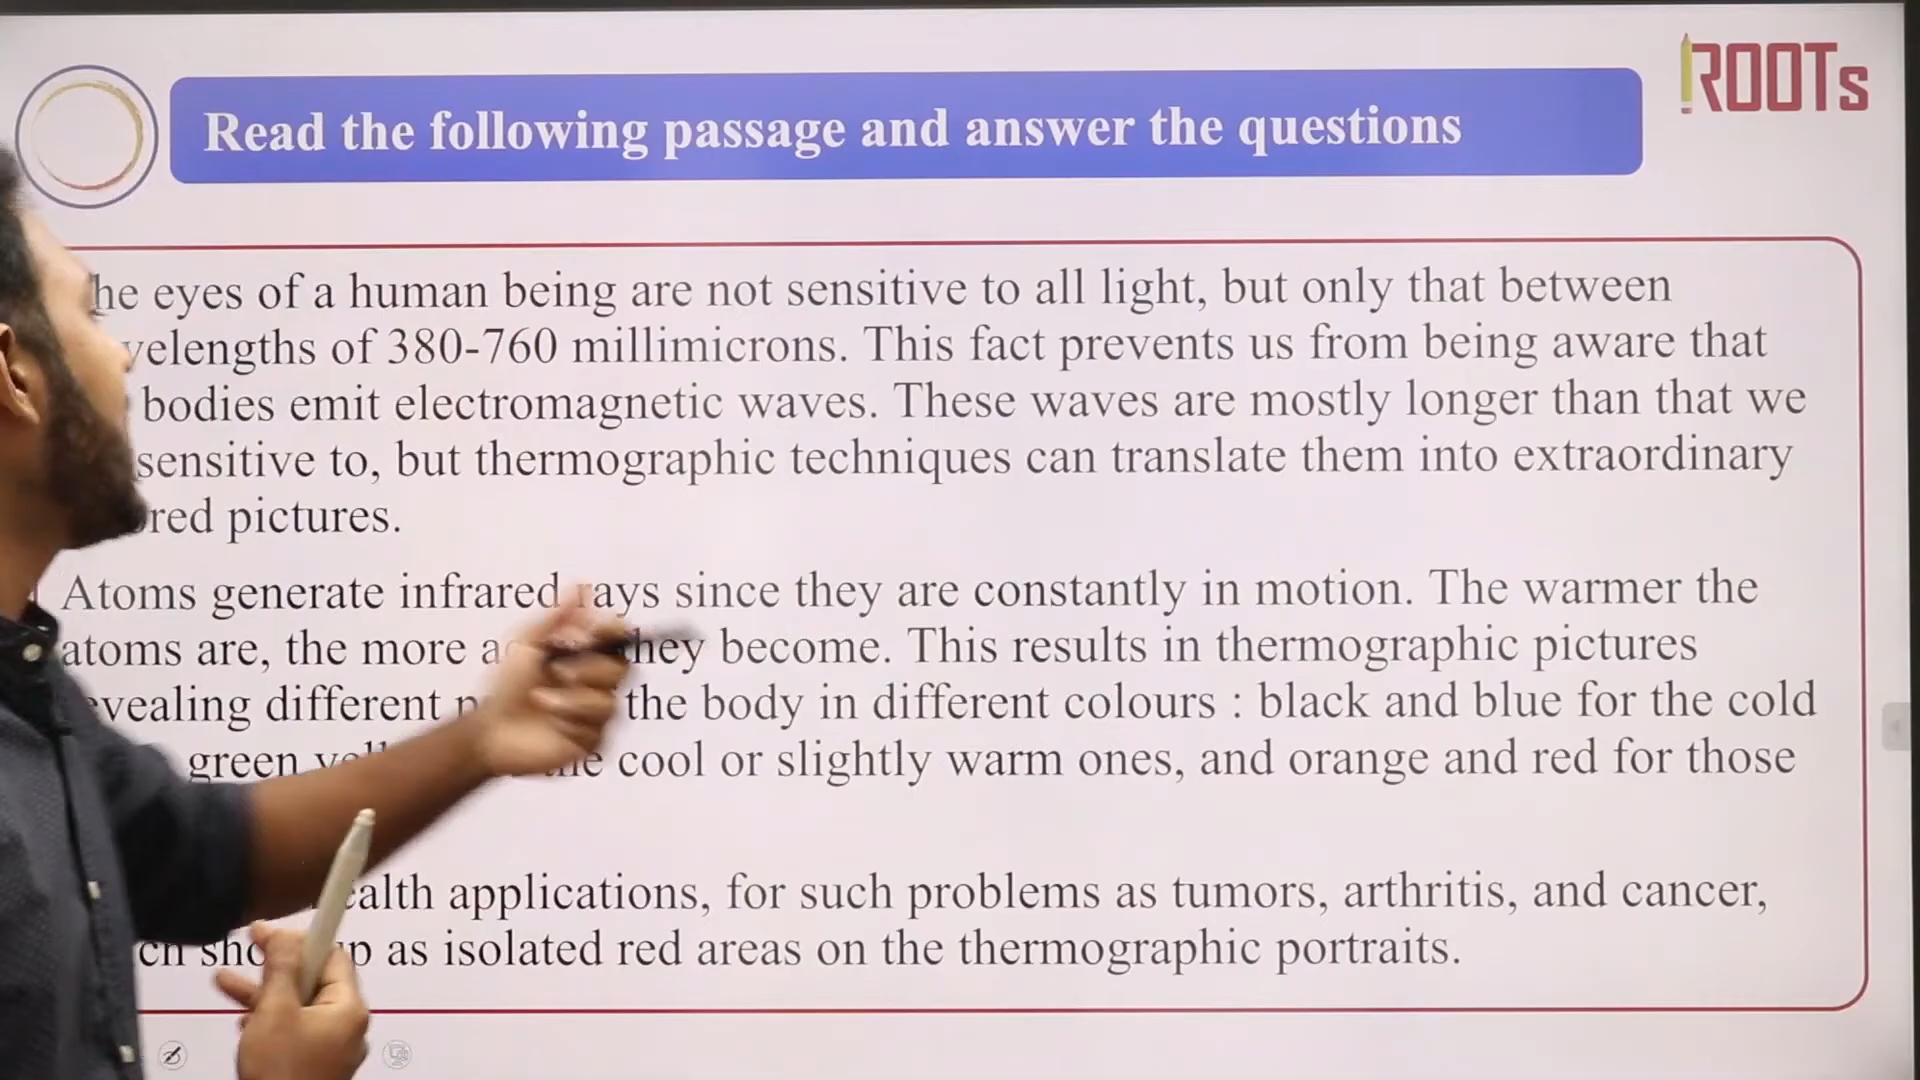 ROOTs
Read the following passage and answer the questions
he eyes of a human being are not sensitive to all light, but only that between
velengths of 380-760 millimicrons. This fact prevents us from being aware that
bodies emit electromagnetic waves. These waves are mostly longer than that we
sensitive to, but thermographic techniques can translate them into extraordinary
red pictures.
Atoms generate infrared rays since they are constantly in motion. The warmer the
atoms are, the more they become. This results in thermographic pictures
evealing different the body in different colours : black and blue for the cold
green cool or slightly warm ones, and orange and red for those
ealth applications, for such problems as tumors, arthritis, and cancer,
up as isolated red areas on the thermographic portraits.